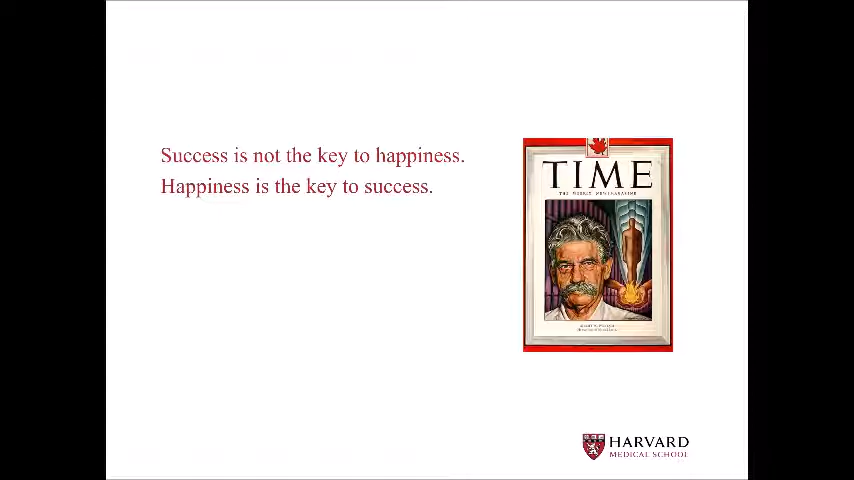 Success is not the key to happiness.
Happiness is the key to success.
TIME
THE WEEKLY NEWSMAGAZINE
HARVARD
MEDICAL SCHOOL